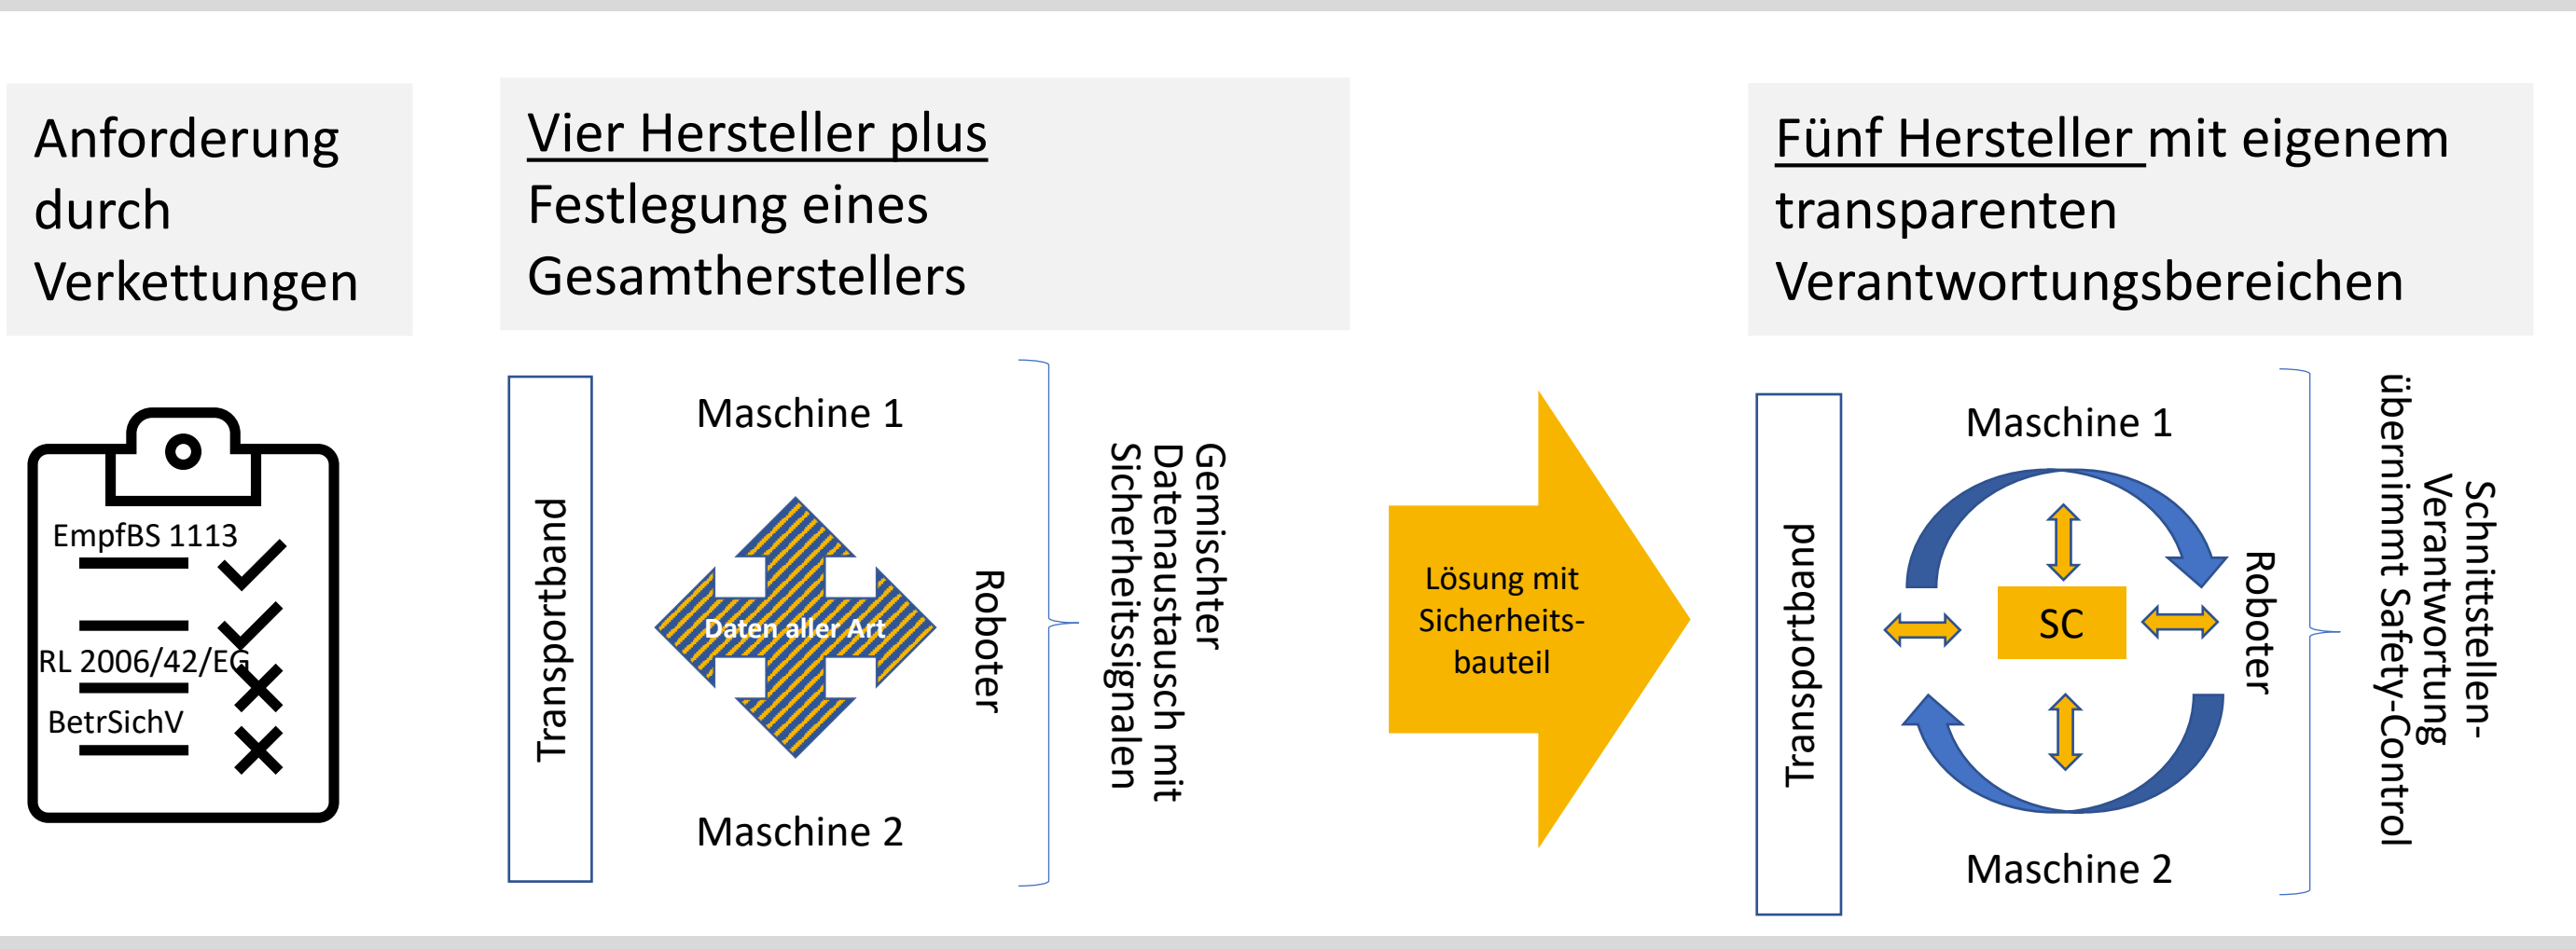 Anforderung
durch
Verkettungen
EmpfBS 1113
RL 2006/42/EG
BetrSichV
Vier Hersteller plus
Festlegung eines
Gesamtherstellers
Transportband
Maschine 1
Daten aller Art
Maschine 2
Roboter
Gemischter
Datenaustausch mit
Sicherheitssignalen
Lösung mit
Sicherheits-
bauteil
Fünf Hersteller mit eigenem
transparenten
Verantwortungsbereichen
Transportband
Maschine 1
SC
Maschine 2
Roboter
Schnittstellen-
Verantwortung
übernimmt Safety-Control